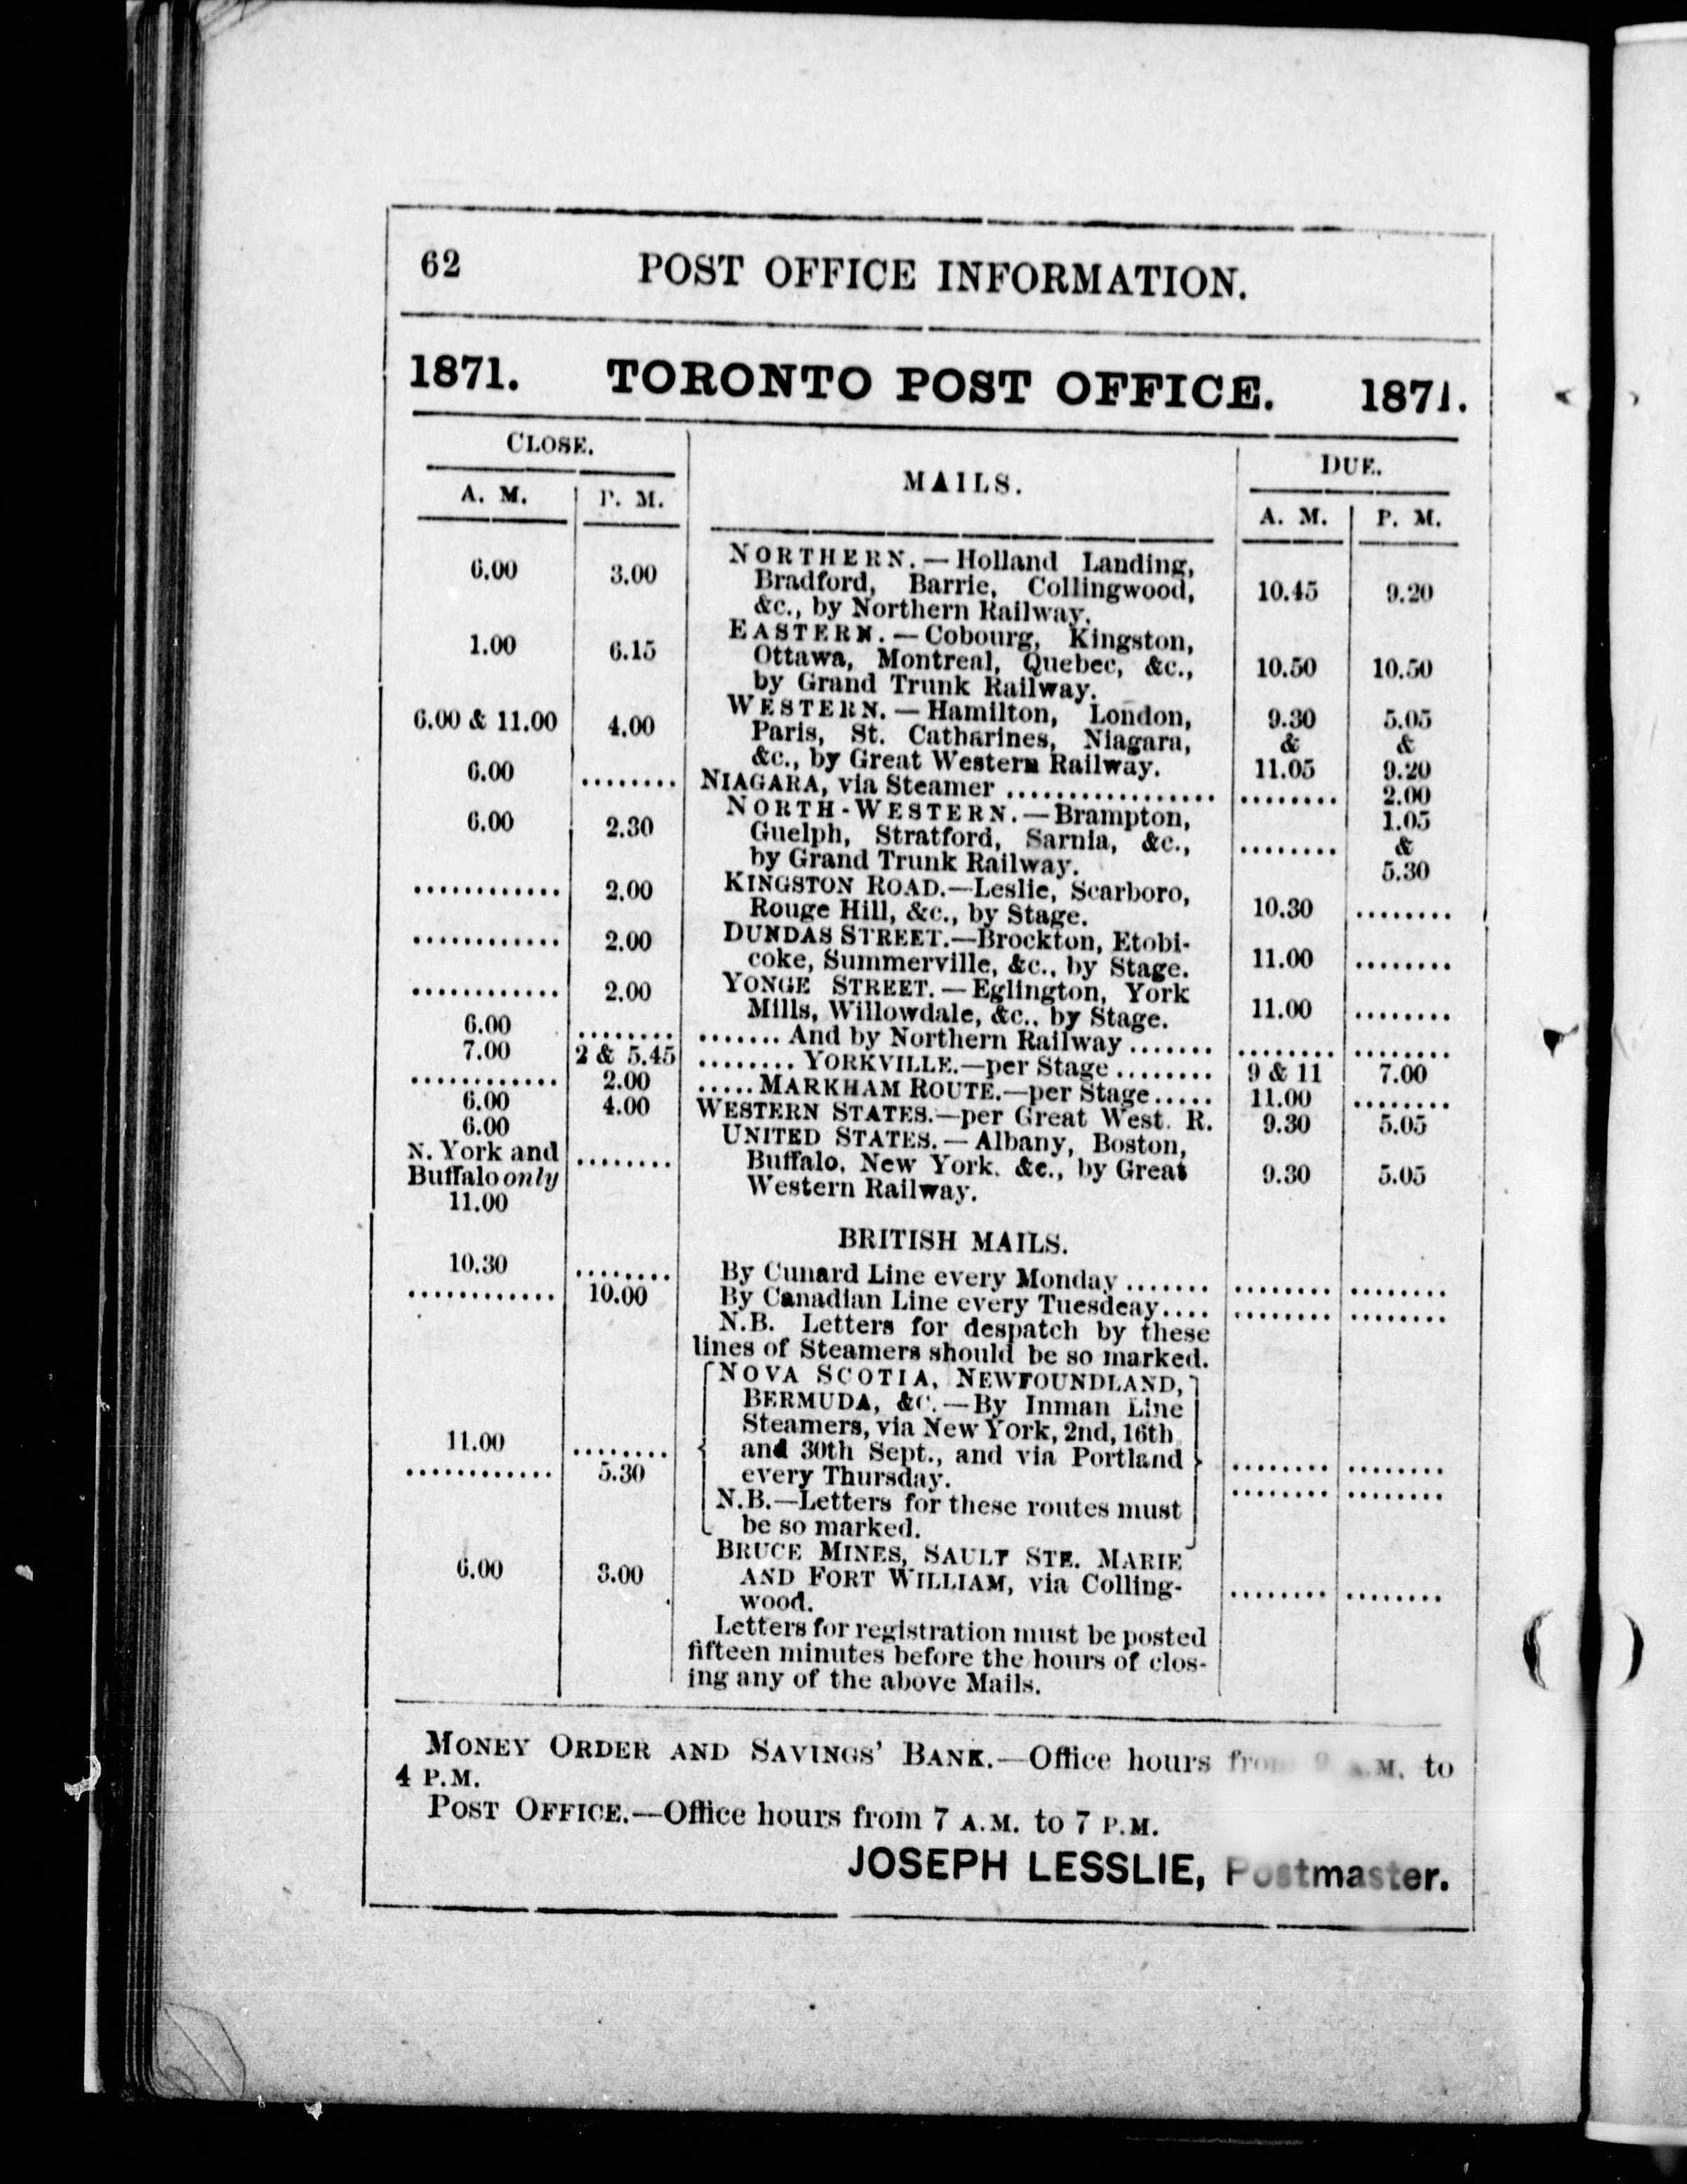 62 POST OFFICE INFORMATION.
1871. TORONTO POST OFFICE. 1871.
CLOSE. MAILS. DUE.
A. M. P. M. A. M. P. M.
6.00 3.00 NORTHERN.—Holland Landing,
Bradford, Barrie, Collingwood, 10.45 9.20
&c., by Northern Railway.
1.00 6.15 EASTERN.—Cobourg, Kingston,
Ottawa, Montreal, Quebec, &c., 10.50 10.50
by Grand Trunk Railway.
6.00 & 11.00 4.00 WESTERN.—Hamilton, London, 9.30 5.05
Paris, St. Catharines, Niagara, & &
&c., by Great Western Railway. 11.05 9.20
6.00 ........ NIAGARA, via Steamer ................. ........ 2.00
6.00 2.30 NORTH-WESTERN.—Brampton, 1.05
Guelph, Stratford, Sarnia, &c., ........ &
by Grand Trunk Railway. 5.30
............ 2.00 KINGSTON ROAD.—Leslie, Scarboro,
Rouge Hill, &c., by Stage. 10.30 ........
............ 2.00 DUNDAS STREET.—Brockton, Etobi-
coke, Summerville, &c., by Stage. 11.00 ........
............ 2.00 YONGE STREET.—Eglington, York
Mills, Willowdale, &c., by Stage. 11.00 ........
6.00 ........ ....... And by Northern Railway ....... ........ ........
7.00 2 & 5.45 ........ YORKVILLE.—per Stage ........ 9 & 11 7.00
............ 2.00 ..... MARKHAM ROUTE.—per Stage..... 11.00 ........
6.00 4.00 WESTERN STATES.—per Great West. R. 9.30 5.05
6.00 UNITED STATES.—Albany, Boston,
N. York and ........ Buffalo, New York, &c., by Great 9.30 5.05
Buffalo only Western Railway.
11.00
BRITISH MAILS.
10.30 ........ By Cunard Line every Monday ....... ........ ........
............ 10.00 By Canadian Line every Tuesdeay.... ........ ........
N.B. Letters for despatch by these
lines of Steamers should be so marked.
NOVA SCOTIA, NEWFOUNDLAND,
BERMUDA, &C.—By Inman Line
Steamers, via New York, 2nd, 16th
11.00 ........ and 30th Sept., and via Portland ........ ........
............ 5.30 every Thursday. ........ ........
N.B.—Letters for these routes must
be so marked.
6.00 3.00 BRUCE MINES, SAULT STE. MARIE
AND FORT WILLIAM, via Colling- ........ ........
wood.
Letters for registration must be posted
fifteen minutes before the hours of clos-
ing any of the above Mails.
MONEY ORDER AND SAVINGS' BANK.—Office hours from 9 A.M. to
4 P.M.
POST OFFICE.—Office hours from 7 A.M. to 7 P.M.
JOSEPH LESSLIE, Postmaster.